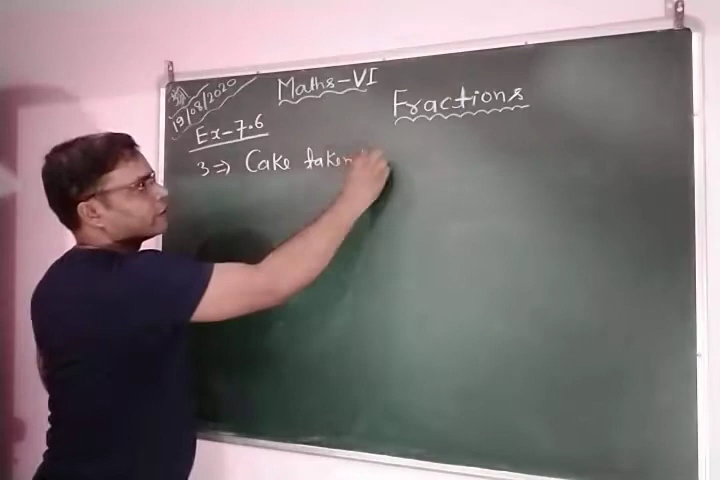 19/08/2020
Maths-VI
Fractions
Ex-7.6
3 ⇒ Cake taken